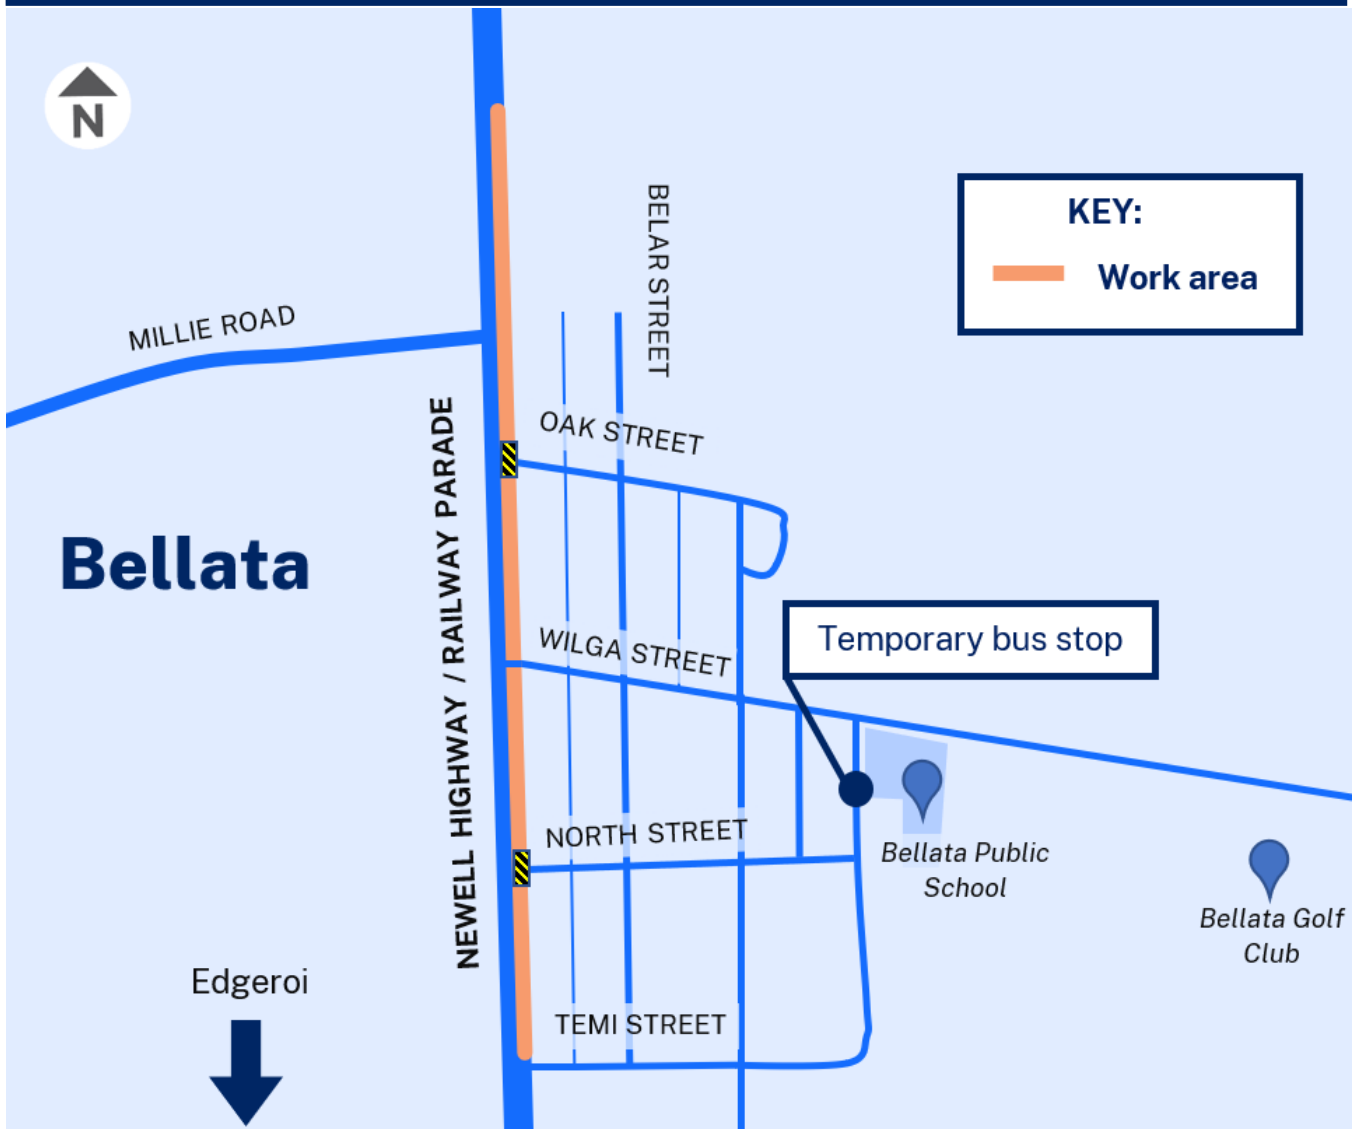 N
BELAR STREET
KEY:
Work area
MILLIE ROAD
OAK STREET
NEWELL HIGHWAY / RAILWAY PARADE
Bellata
WILGA STREET
Temporary bus stop
NORTH STREET
Bellata Public
School
Bellata Golf
Club
Edgeroi
TEMI STREET